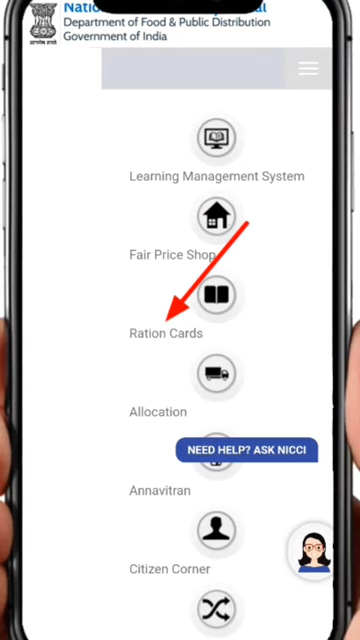 Department of Food & Public Distribution
Government of India
Learning Management System
Fair Price Shop
Ration Cards
Allocation
NEED HELP? ASK NICCI
Annavitran
Citizen Corner